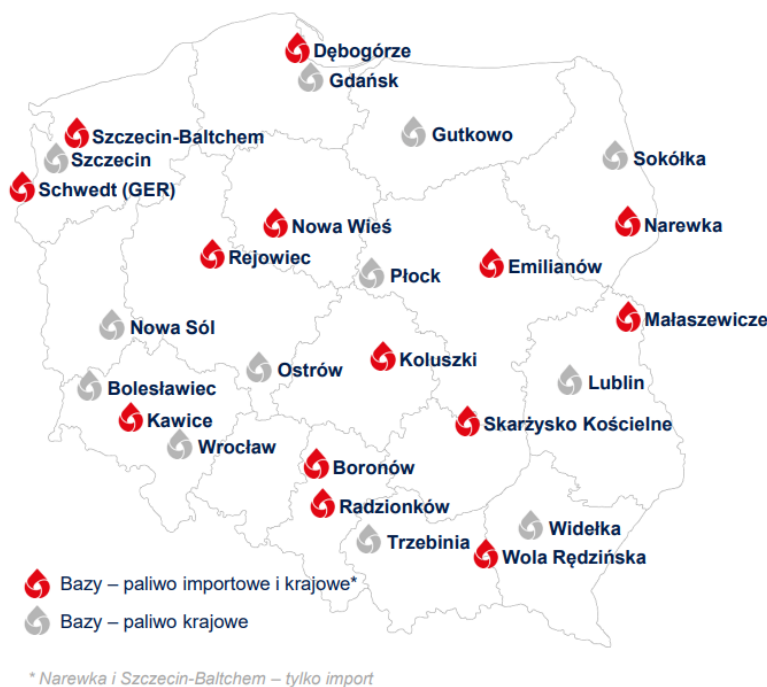 Dębogórze
Gdańsk
Szczecin-Baltchem
Gutkowo
Szczecin
Sokółka
Schwedt (GER)
Nowa Wieś
Narewka
Rejowiec
Emilianów
Płock
Małaszewicze
Nowa Sól
Koluszki
Ostrów
Bolesławiec
Lublin
Kawice
Skarżysko Kościelne
Wrocław
Boronów
Radzionków
Widełka
Trzebinia
Wola Rędzińska
Bazy – paliwo importowe i krajowe*
Bazy – paliwo krajowe
* Narewka i Szczecin-Baltchem – tylko import